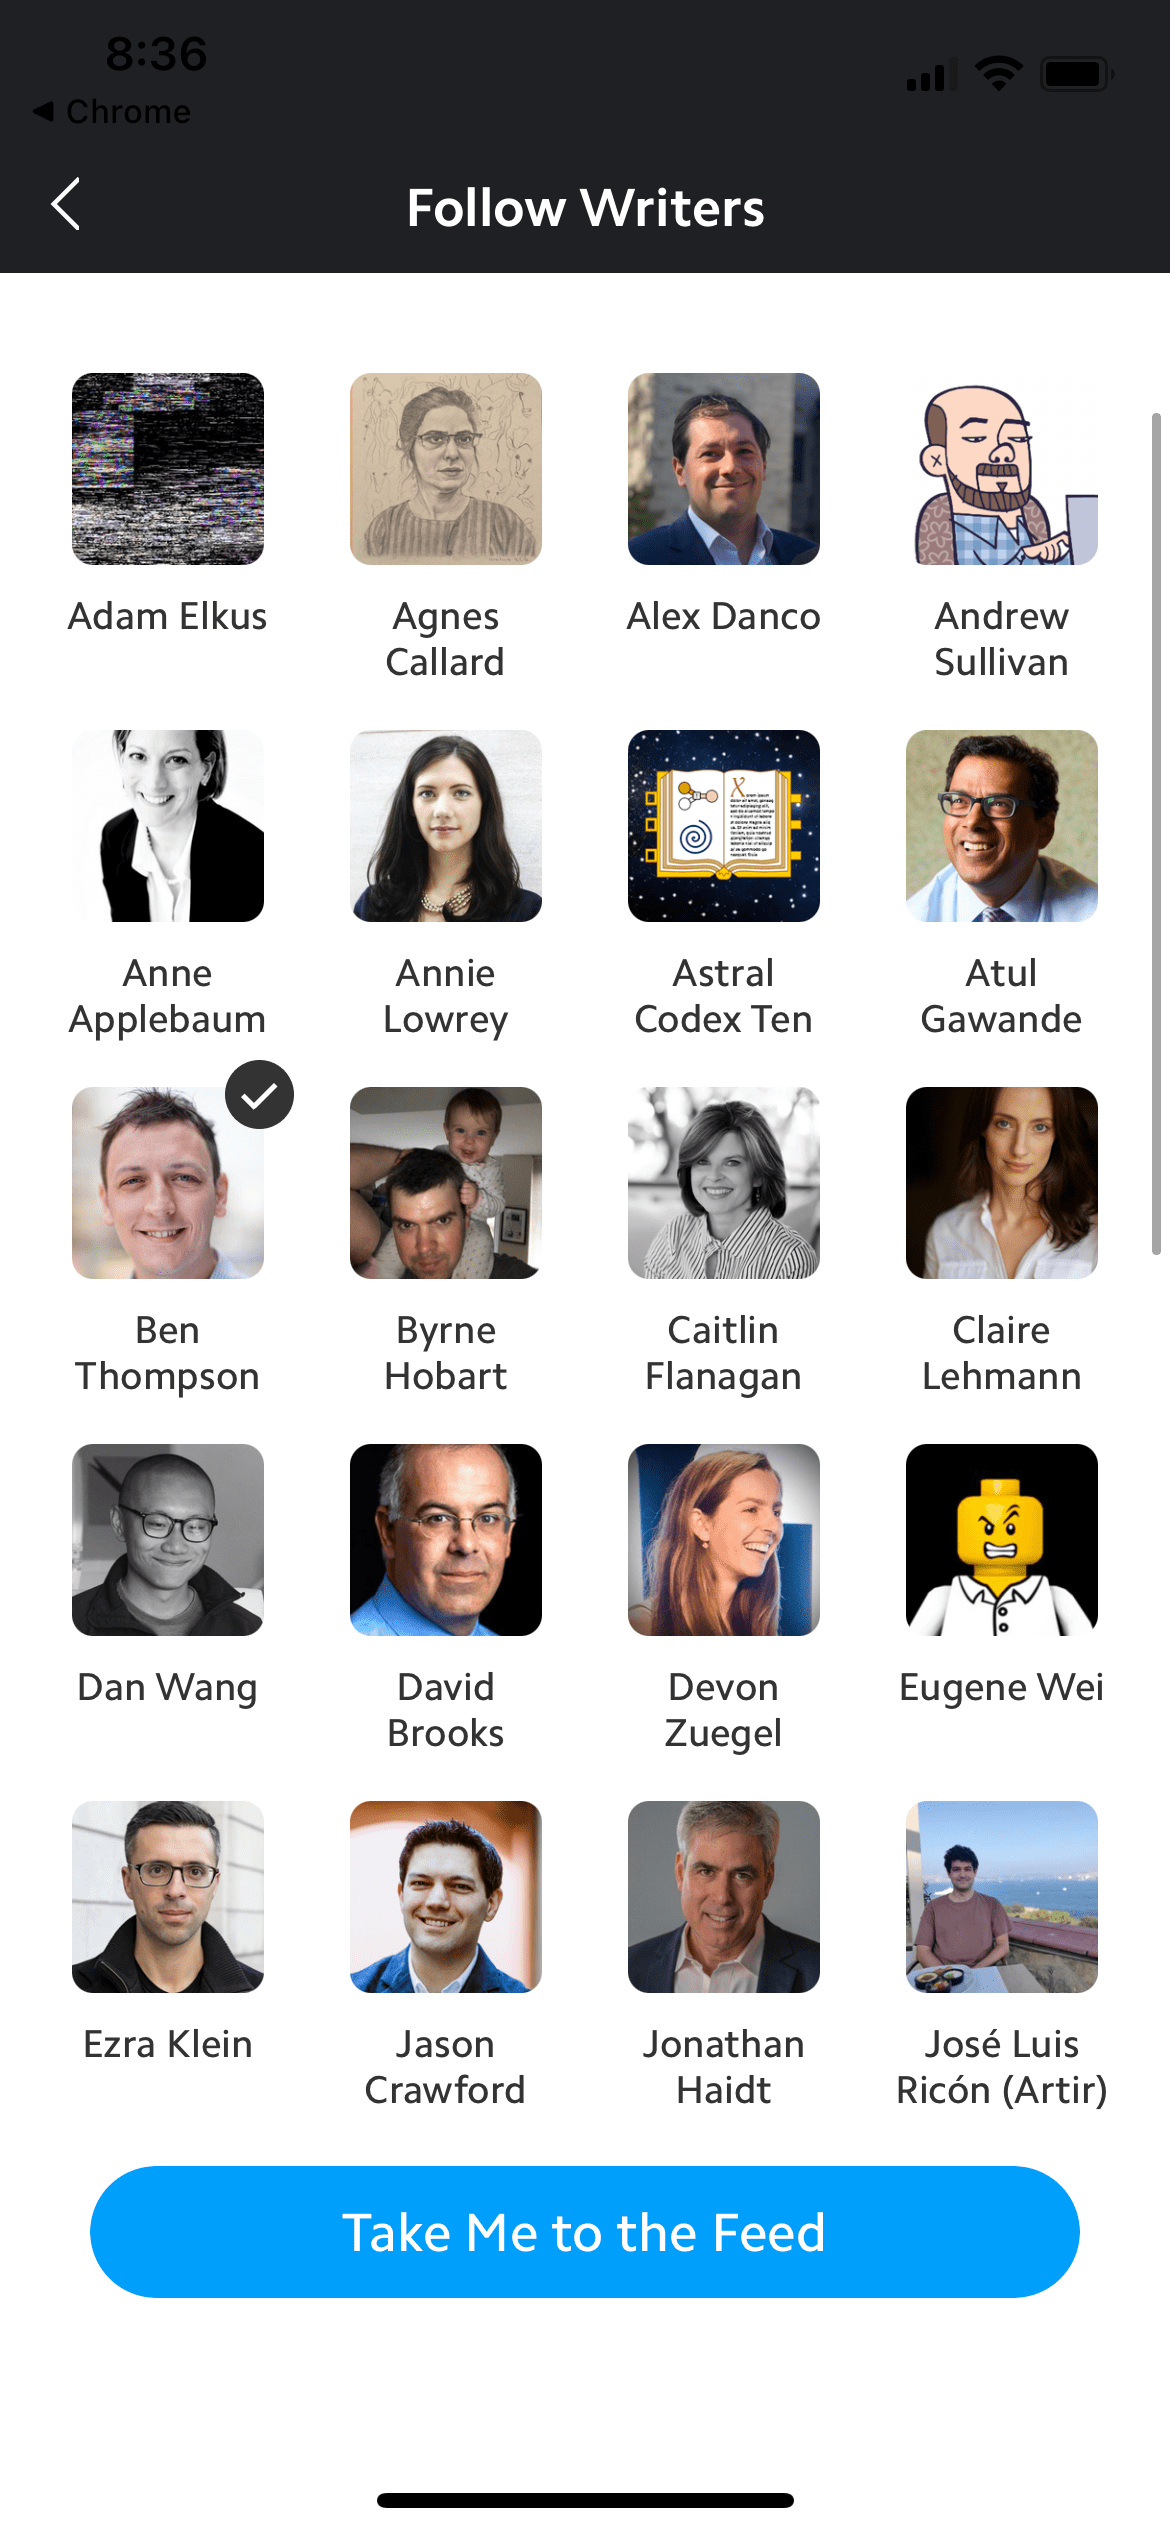 8:36
Chrome
Follow Writers
Adam Elkus
Agnes
Callard
Alex Danco
Andrew
Sullivan
Anne
Applebaum
Annie
Lowrey
Astral
Codex Ten
Atul
Gawande
Ben
Thompson
Byrne
Hobart
Caitlin
Flanagan
Claire
Lehmann
Dan Wang
David
Brooks
Devon
Zuegel
Eugene Wei
Ezra Klein
Jason
Crawford
Jonathan
Haidt
José Luis
Ricón (Artir)
Take Me to the Feed